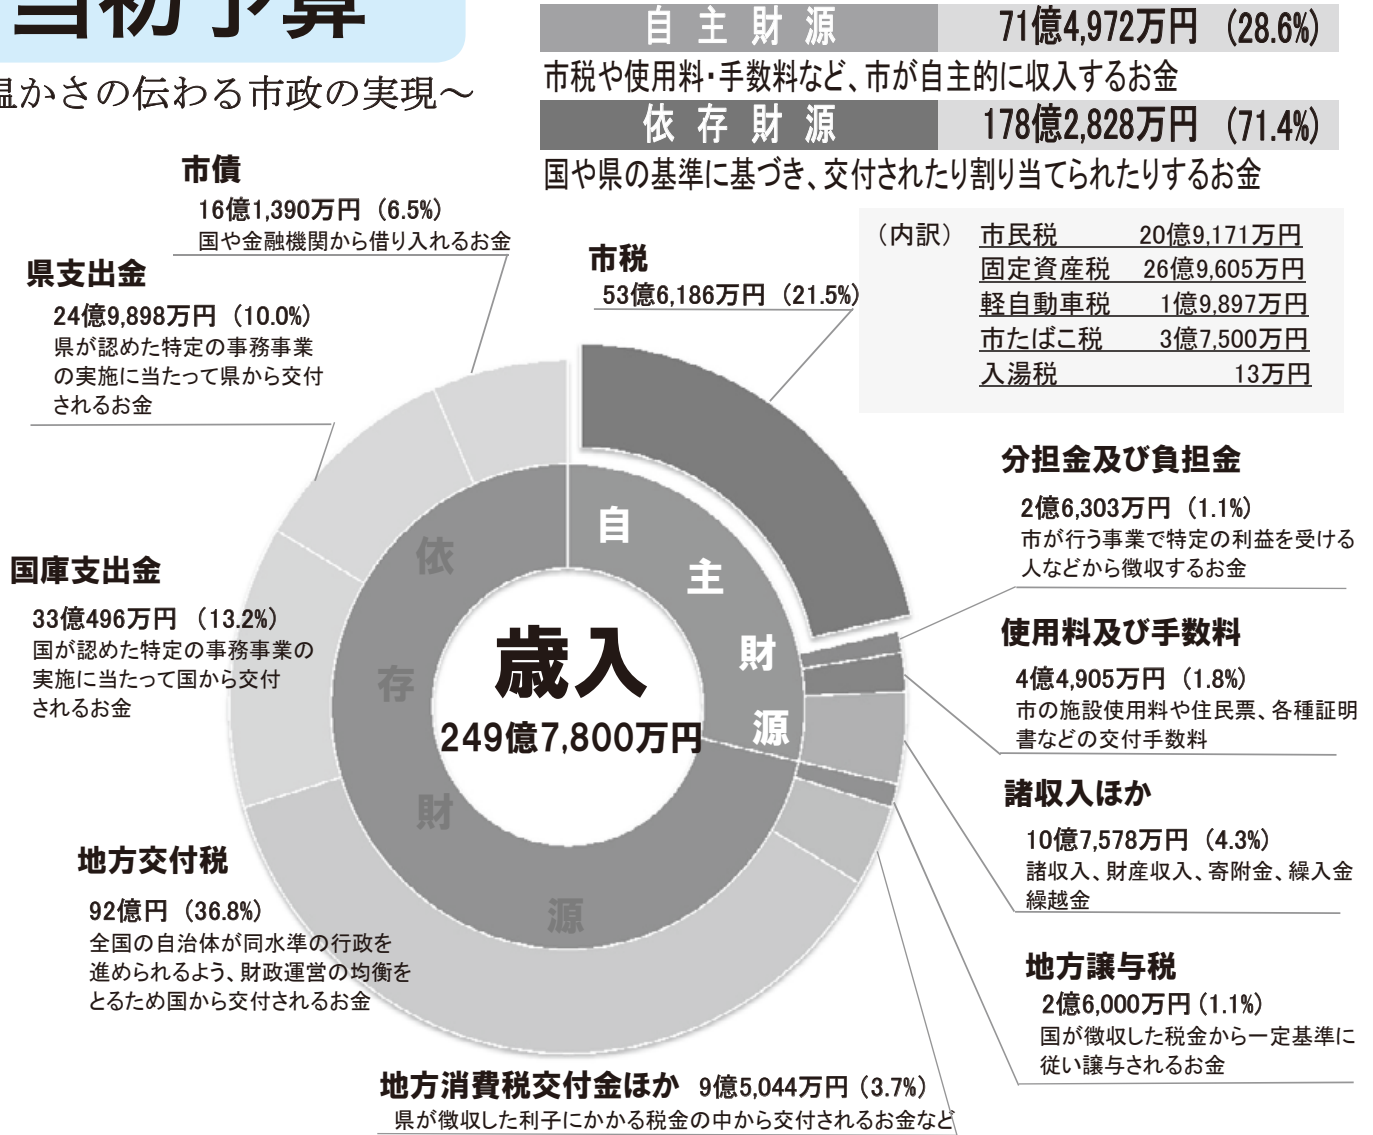 当初予算
温かさの伝わる市政の実現～
自主財源 71億4,972万円 (28.6%)
市税や使用料・手数料など、市が自主的に収入するお金
依存財源 178億2,828万円 (71.4%)
国や県の基準に基づき、交付されたり割り当てられたりするお金
市債
16億1,390万円 (6.5%)
国や金融機関から借り入れるお金
県支出金
24億9,898万円 (10.0%)
県が認めた特定の事務事業
の実施に当たって県から交付
されるお金
国庫支出金
33億496万円 (13.2%)
国が認めた特定の事務事業の
実施に当たって国から交付
されるお金
地方交付税
92億円 (36.8%)
全国の自治体が同水準の行政を
進められるよう、財政運営の均衡を
とるため国から交付されるお金
市税
53億6,186万円 (21.5%)
（内訳） 市民税 20億9,171万円
固定資産税 26億9,605万円
軽自動車税 1億9,897万円
市たばこ税 3億7,500万円
入湯税 13万円
分担金及び負担金
2億6,303万円 (1.1%)
市が行う事業で特定の利益を受ける
人などから徴収するお金
使用料及び手数料
4億4,905万円 (1.8%)
市の施設使用料や住民票、各種証明
書などの交付手数料
諸収入ほか
10億7,578万円 (4.3%)
諸収入、財産収入、寄附金、繰入金
繰越金
地方譲与税
2億6,000万円 (1.1%)
国が徴収した税金から一定基準に
従い譲与されるお金
地方消費税交付金ほか 9億5,044万円 (3.7%)
県が徴収した利子にかかる税金の中から交付されるお金など
自主財源
依存財源
歳入
249億7,800万円